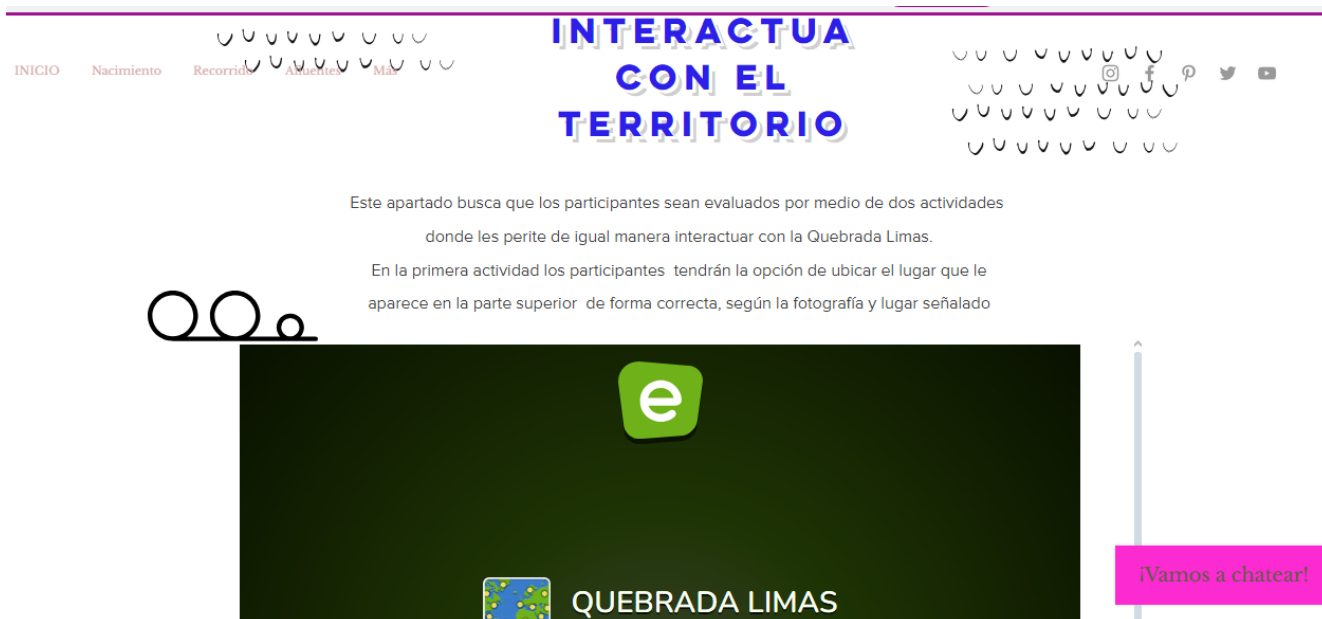 INTERACTUA
CON EL
TERRITORIO
INICIO Nacimiento Recorrido Afluentes Más
Este apartado busca que los participantes sean evaluados por medio de dos actividades
donde les perite de igual manera interactuar con la Quebrada Limas.
En la primera actividad los participantes tendrán la opción de ubicar el lugar que le
aparece en la parte superior de forma correcta, según la fotografía y lugar señalado
e
QUEBRADA LIMAS
¡Vamos a chatear!